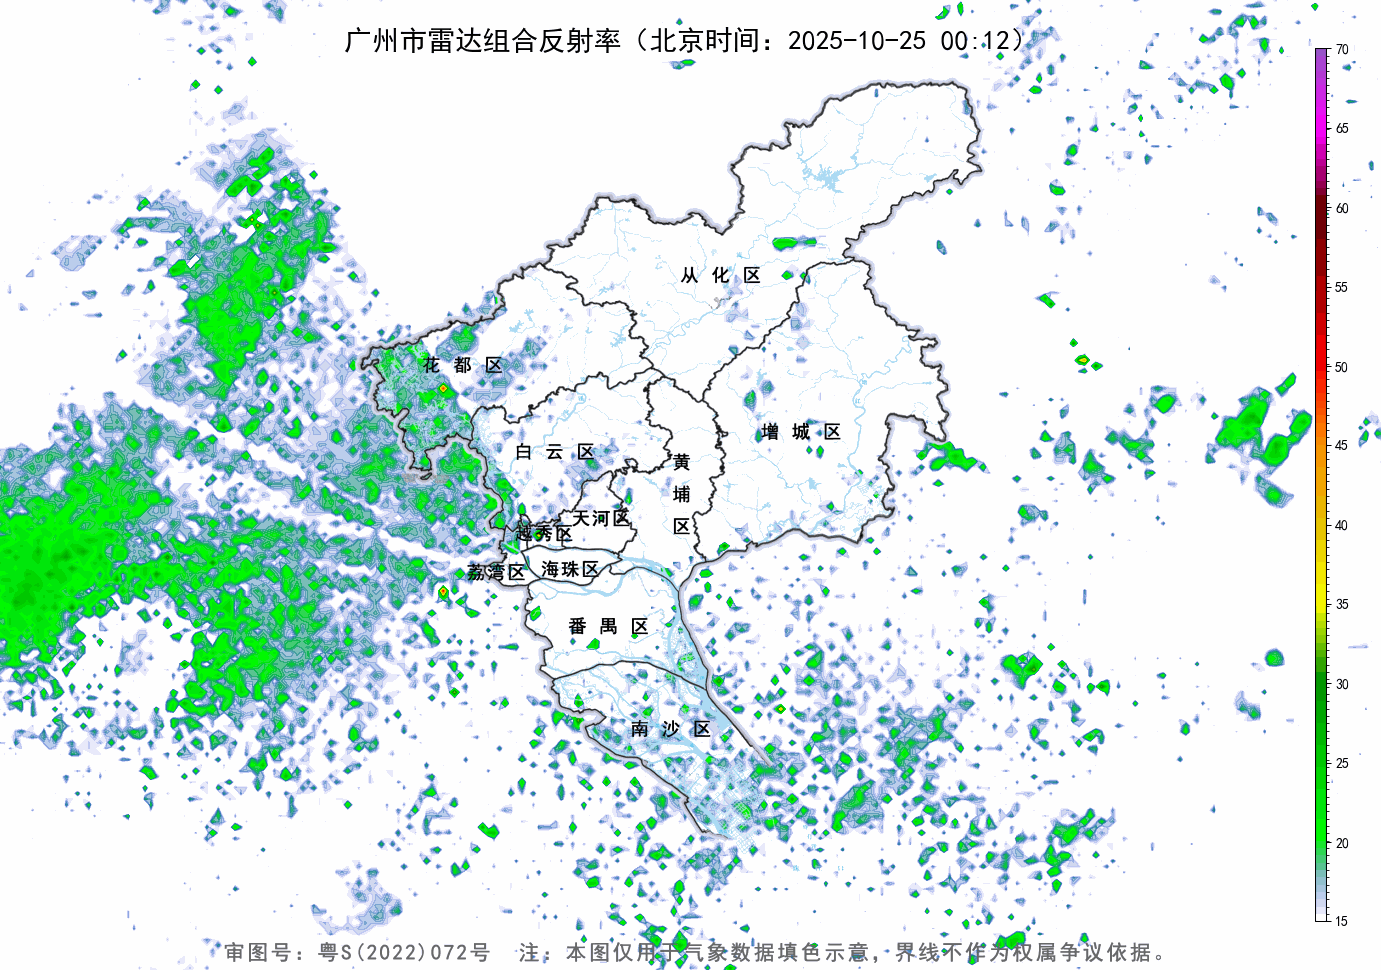 广州市雷达组合反射率（北京时间：2025-10-25 00:12）
70
65
60
55
50
45
40
35
30
25
20
15
从化区
花都区
增城区
白云区
黄埔区
天河区
越秀区
海珠区
荔湾区
番禺区
南沙区
审图号：粤S(2022)072号 注：本图仅用于气象数据填色示意，界线不作为权属争议依据。